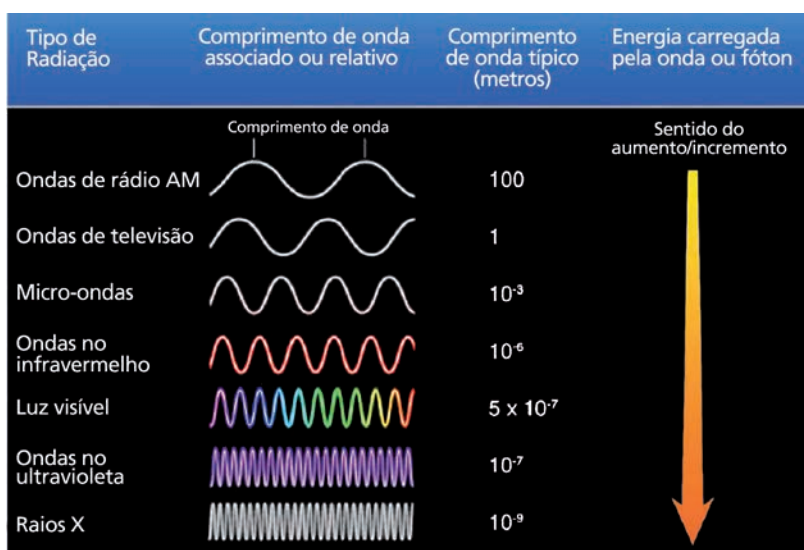 Tipo de
Radiação
Comprimento de onda
associado ou relativo
Comprimento
de onda típico
(metros)
Energia carregada
pela onda ou fóton
Comprimento de onda
Sentido do
aumento/incremento
Ondas de rádio AM
100
Ondas de televisão
1
Micro-ondas
10⁻³
Ondas no
infravermelho
10⁻⁶
Luz visível
5 x 10⁻⁷
Ondas no
ultravioleta
10⁻⁷
Raios X
10⁻⁹